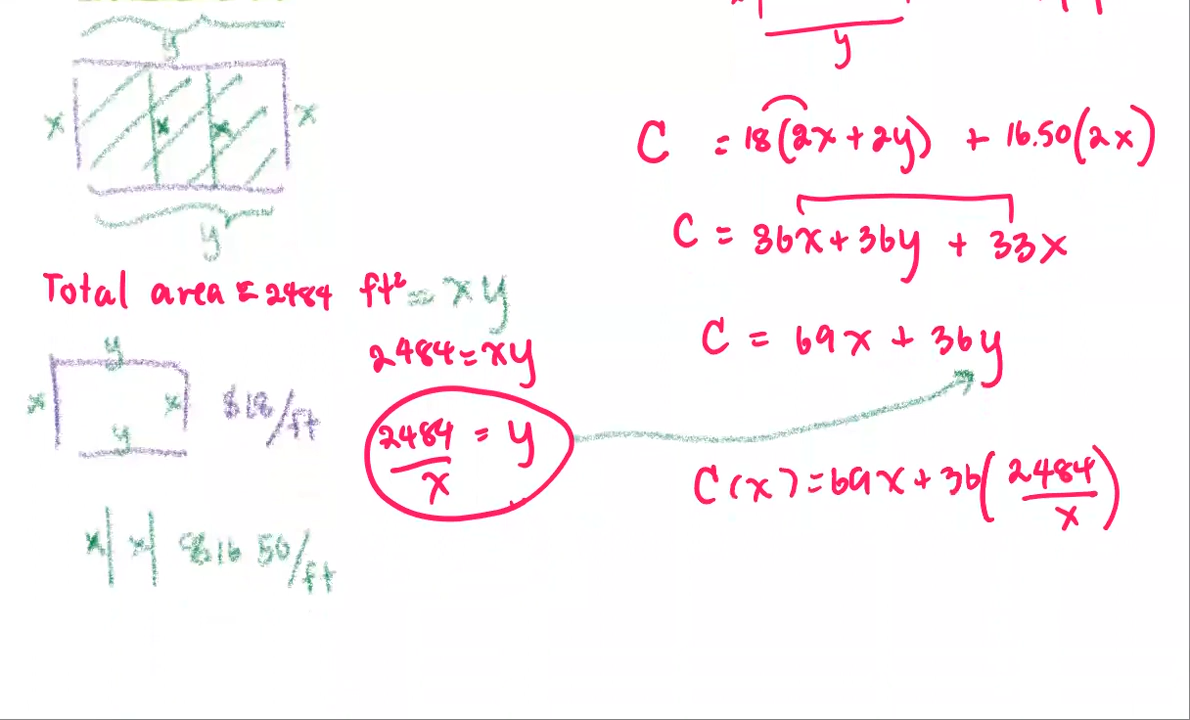 y
x x x x
y
Total area = 2484 ft² = xy
y
x x $18/ft
y
x x $16 50/ft
2484 = xy
2484/x = y
y
C = 18(2x + 2y) + 16.50(2x)
C = 36x + 36y + 33x
C = 69x + 36y
C(x) = 69x + 36(2484/x)